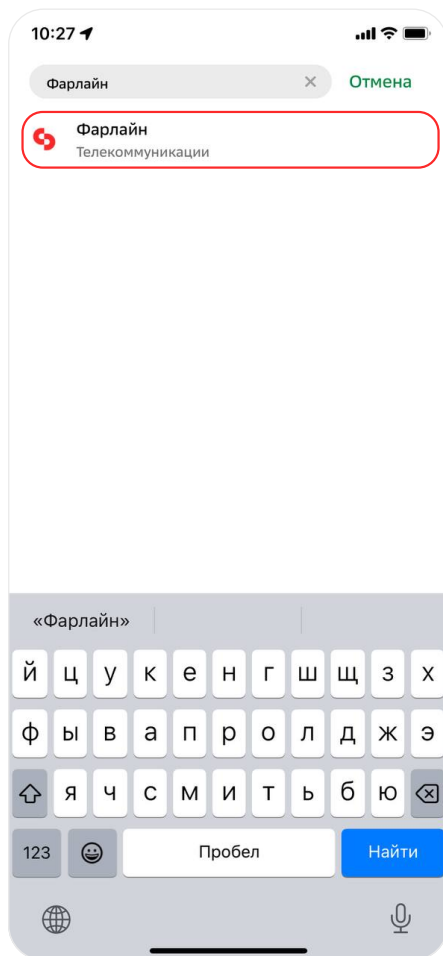 10:27
Фарлайн Отмена
Фарлайн
Телекоммуникации
«Фарлайн»
й ц у к е н г ш щ з х
ф ы в а п р о л д ж э
я ч с м и т ь б ю
123 Пробел Найти